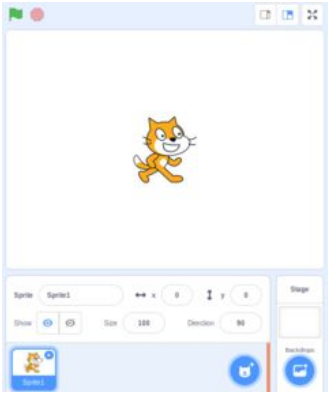 Sprite Sprite1 x 0 y 0
Show Size 100 Direction 90
Stage
Backdrops
Sprite1